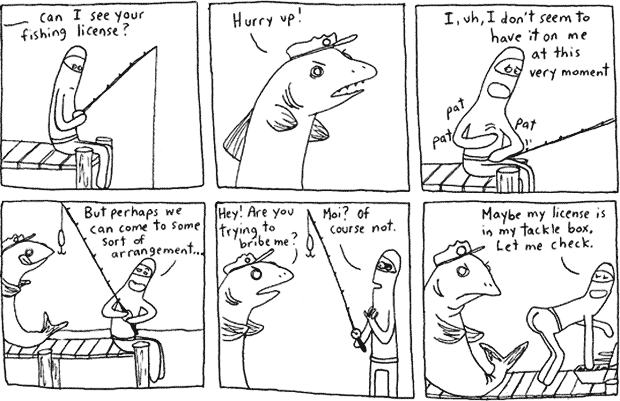 Can I see your
fishing license?
Hurry up!
I, uh, I don't seem to
have it on me
at this
very moment
pat
pat
pat
But perhaps we
can come to some
sort of
arrangement...
Hey! Are you
trying to
bribe me?
Moi? Of
course not.
Maybe my license is
in my tackle box.
Let me check.